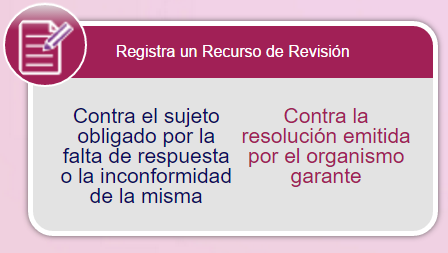 Registra un Recurso de Revisión
Contra el sujeto
obligado por la
falta de respuesta
o la inconformidad
de la misma
Contra la
resolución emitida
por el organismo
garante